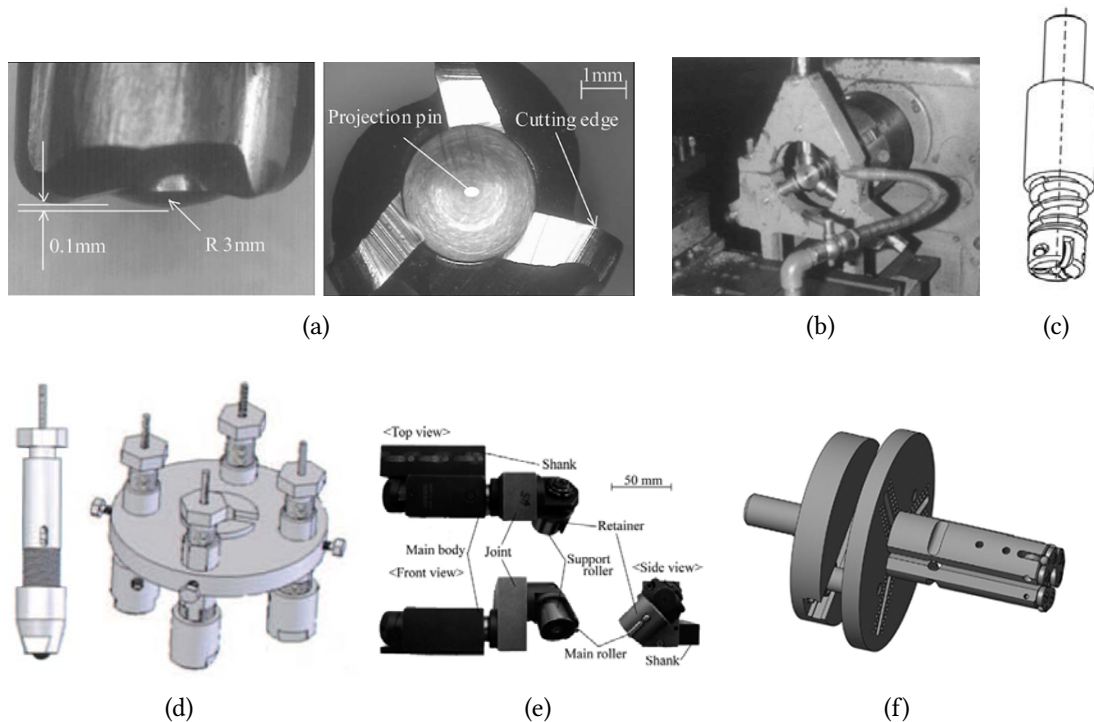 1mm
Projection pin
Cutting edge
0.1mm
R 3mm
(a)
(b)
(c)
<Top view>
Shank
50 mm
Retainer
Main body
Joint
Support
roller
<Front view>
<Side view>
Main roller
Shank
(d)
(e)
(f)